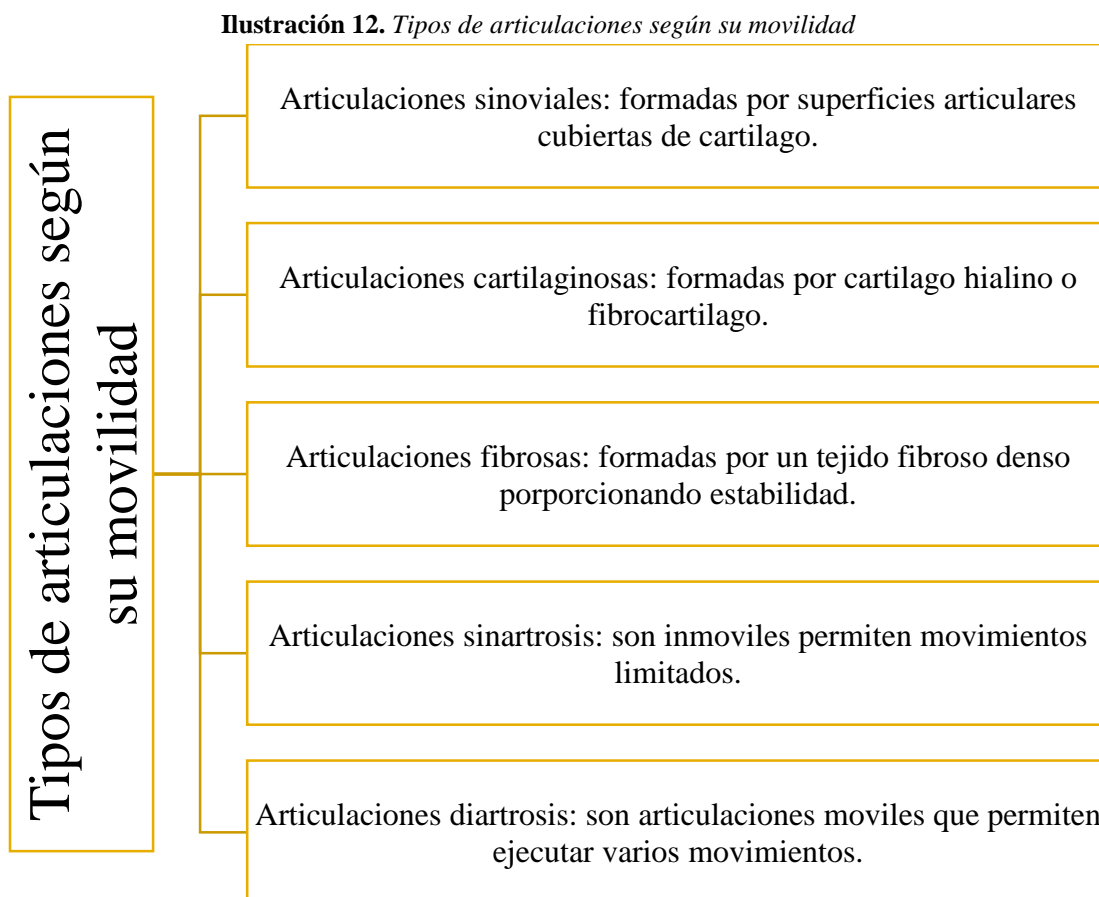 Ilustración 12. Tipos de articulaciones según su movilidad
Tipos de articulaciones según
su movilidad
Articulaciones sinoviales: formadas por superficies articulares
cubiertas de cartilago.
Articulaciones cartilaginosas: formadas por cartilago hialino o
fibrocartilago.
Articulaciones fibrosas: formadas por un tejido fibroso denso
porporcionando estabilidad.
Articulaciones sinartrosis: son inmoviles permiten movimientos
limitados.
Articulaciones diartrosis: son articulaciones moviles que permiten
ejecutar varios movimientos.